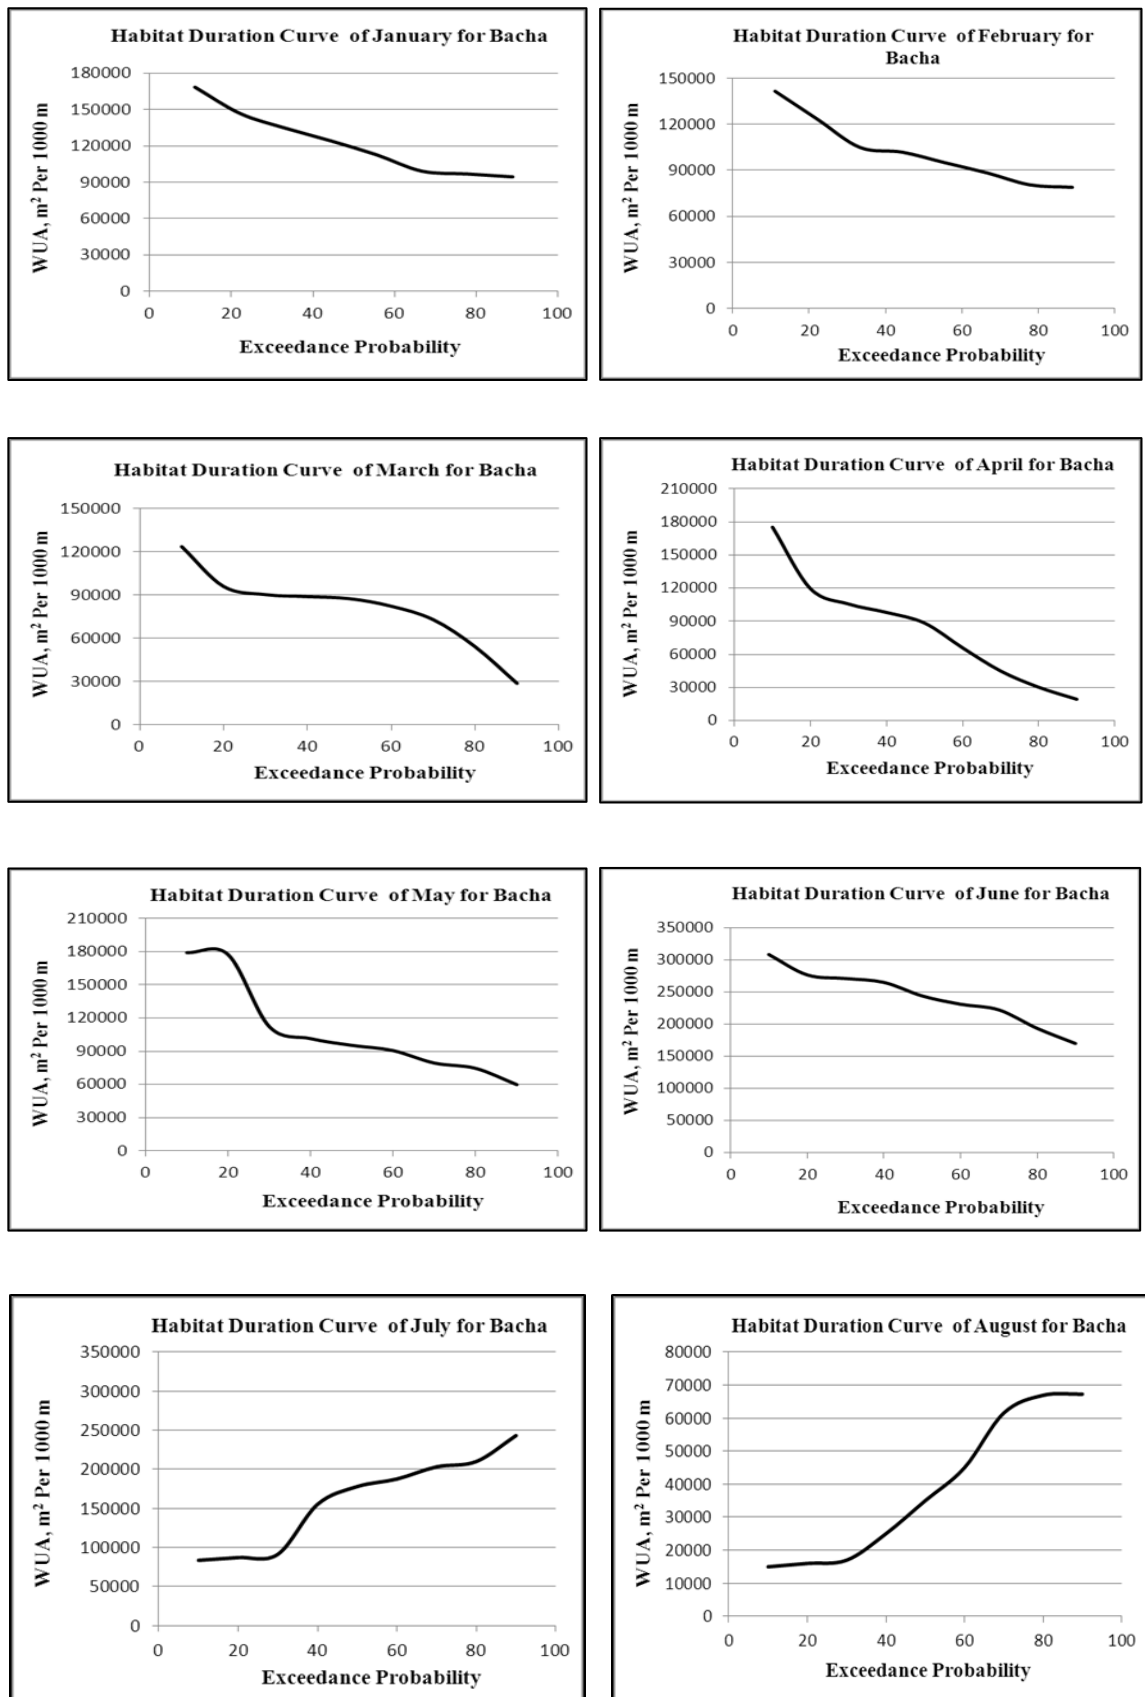 Habitat Duration Curve of January for Bacha
180000
150000
120000
90000
60000
30000
0
0 20 40 60 80 100
WUA, m² Per 1000 m
Exceedance Probability
Habitat Duration Curve of February for
Bacha
150000
120000
90000
60000
30000
0
0 20 40 60 80 100
WUA, m² Per 1000 m
Exceedance Probability
Habitat Duration Curve of March for Bacha
150000
120000
90000
60000
30000
0
0 20 40 60 80 100
WUA, m² Per 1000 m
Exceedance Probability
Habitat Duration Curve of April for Bacha
210000
180000
150000
120000
90000
60000
30000
0
0 20 40 60 80 100
WUA, m² Per 1000 m
Exceedance Probability
Habitat Duration Curve of May for Bacha
210000
180000
150000
120000
90000
60000
30000
0
0 20 40 60 80 100
WUA, m² Per 1000 m
Exceedance Probability
Habitat Duration Curve of June for Bacha
350000
300000
250000
200000
150000
100000
50000
0
0 20 40 60 80 100
WUA, m² Per 1000 m
Exceedance Probability
Habitat Duration Curve of July for Bacha
350000
300000
250000
200000
150000
100000
50000
0
0 20 40 60 80 100
WUA, m² Per 1000 m
Exceedance Probability
Habitat Duration Curve of August for Bacha
80000
70000
60000
50000
40000
30000
20000
10000
0
0 20 40 60 80 100
WUA, m² Per 1000 m
Exceedance Probability